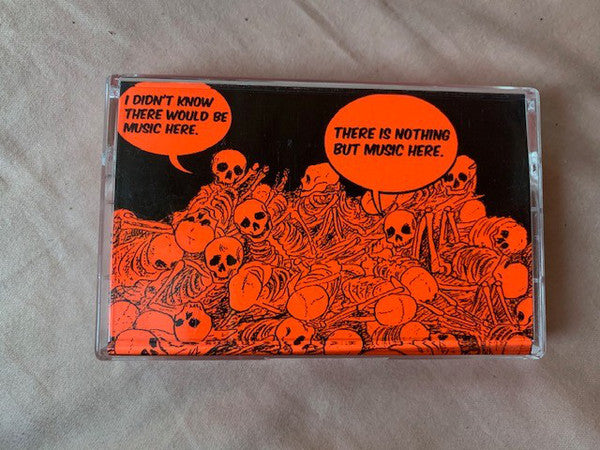 I DIDN'T KNOW
THERE WOULD BE
MUSIC HERE.
THERE IS NOTHING
BUT MUSIC HERE.